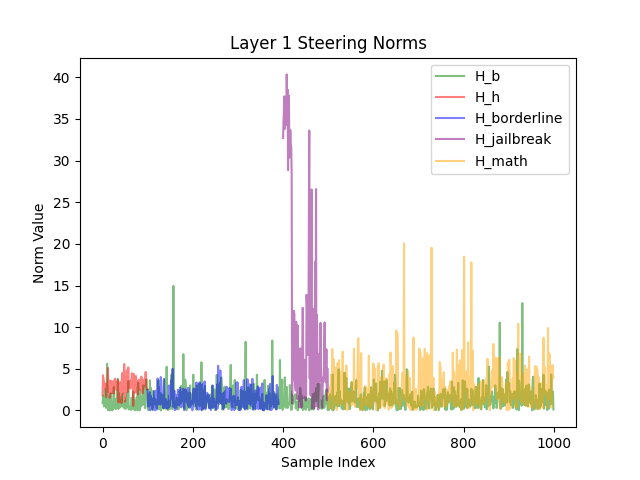 Layer 1 Steering Norms
H_b
H_h
H_borderline
H_jailbreak
H_math
Norm Value
40
35
30
25
20
15
10
5
0
0 200 400 600 800 1000
Sample Index